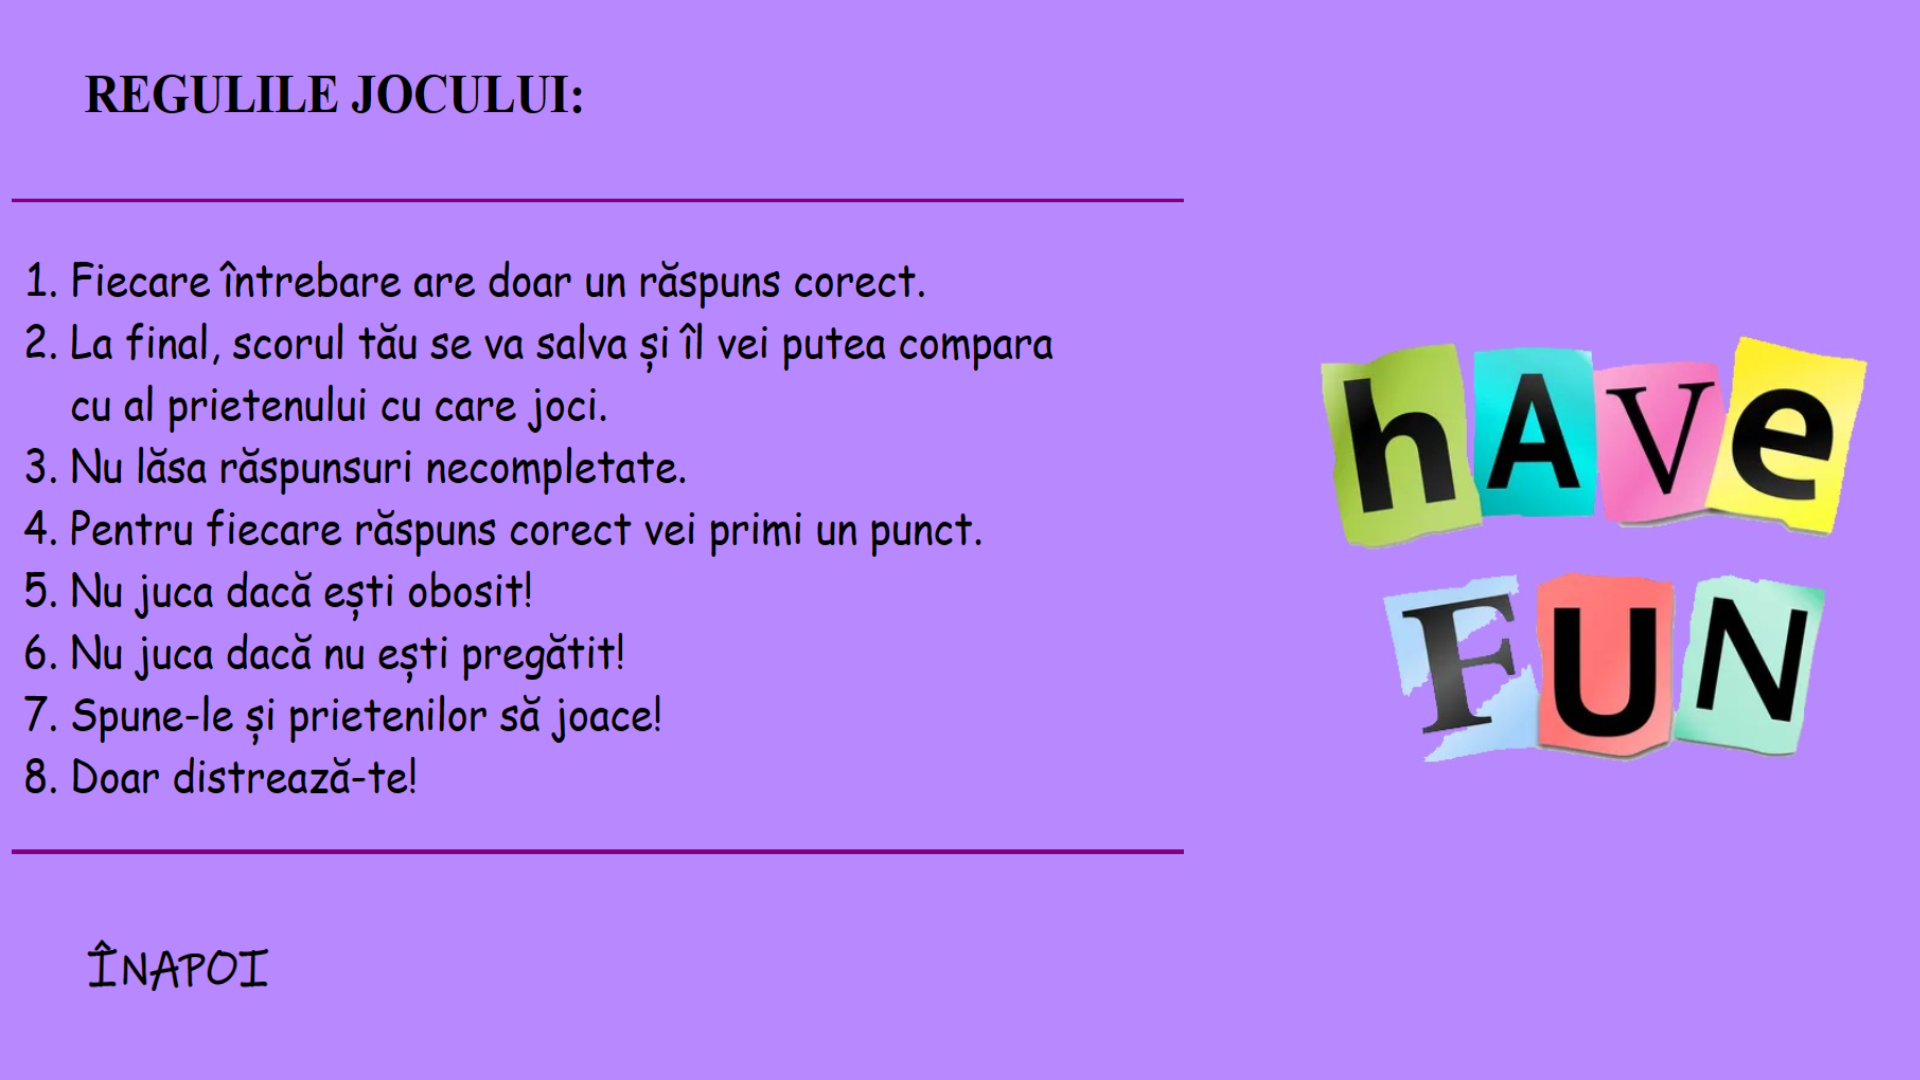 REGULILE JOCULUI:
1. Fiecare întrebare are doar un răspuns corect.
2. La final, scorul tău se va salva și îl vei putea compara
cu al prietenului cu care joci.
3. Nu lăsa răspunsuri necompletate.
4. Pentru fiecare răspuns corect vei primi un punct.
5. Nu juca dacă ești obosit!
6. Nu juca dacă nu ești pregătit!
7. Spune-le și prietenilor să joace!
8. Doar distrează-te!
hAVe
FUN
ÎNAPOI